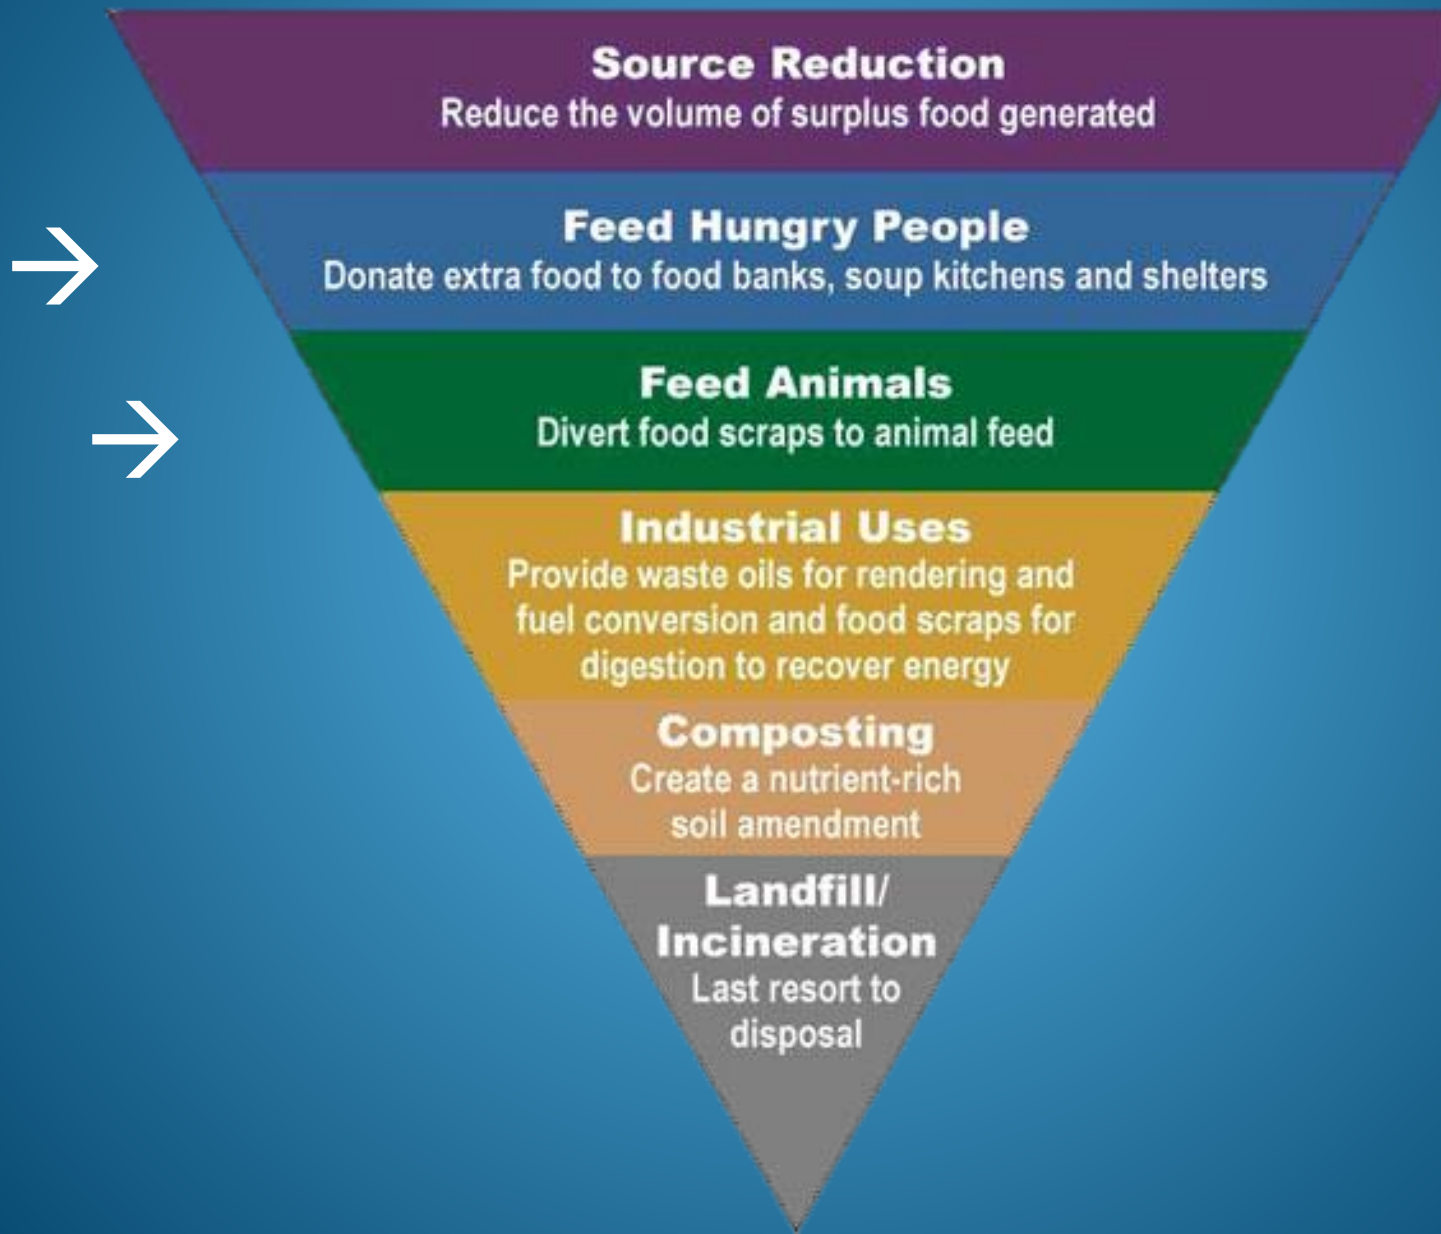 Source Reduction
Reduce the volume of surplus food generated
Feed Hungry People
Donate extra food to food banks, soup kitchens and shelters
Feed Animals
Divert food scraps to animal feed
Industrial Uses
Provide waste oils for rendering and
fuel conversion and food scraps for
digestion to recover energy
Composting
Create a nutrient-rich
soil amendment
Landfill/
Incineration
Last resort to
disposal